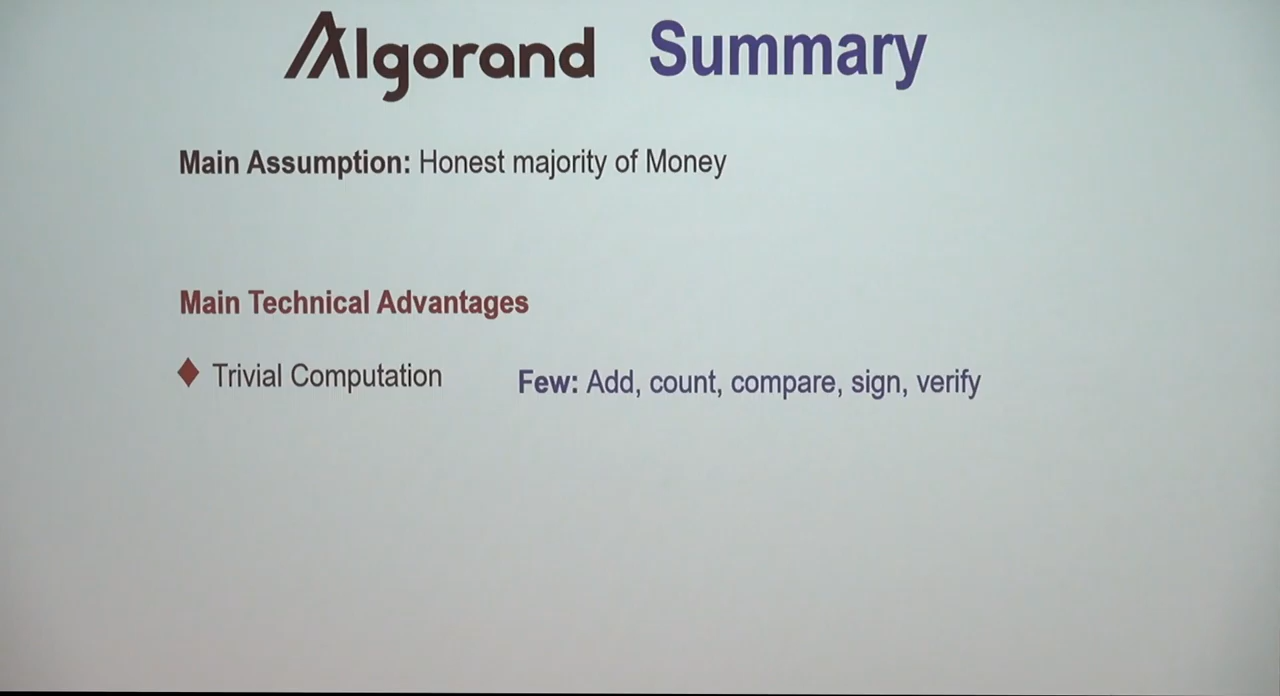 Algorand Summary
Main Assumption: Honest majority of Money
Main Technical Advantages
Trivial Computation Few: Add, count, compare, sign, verify